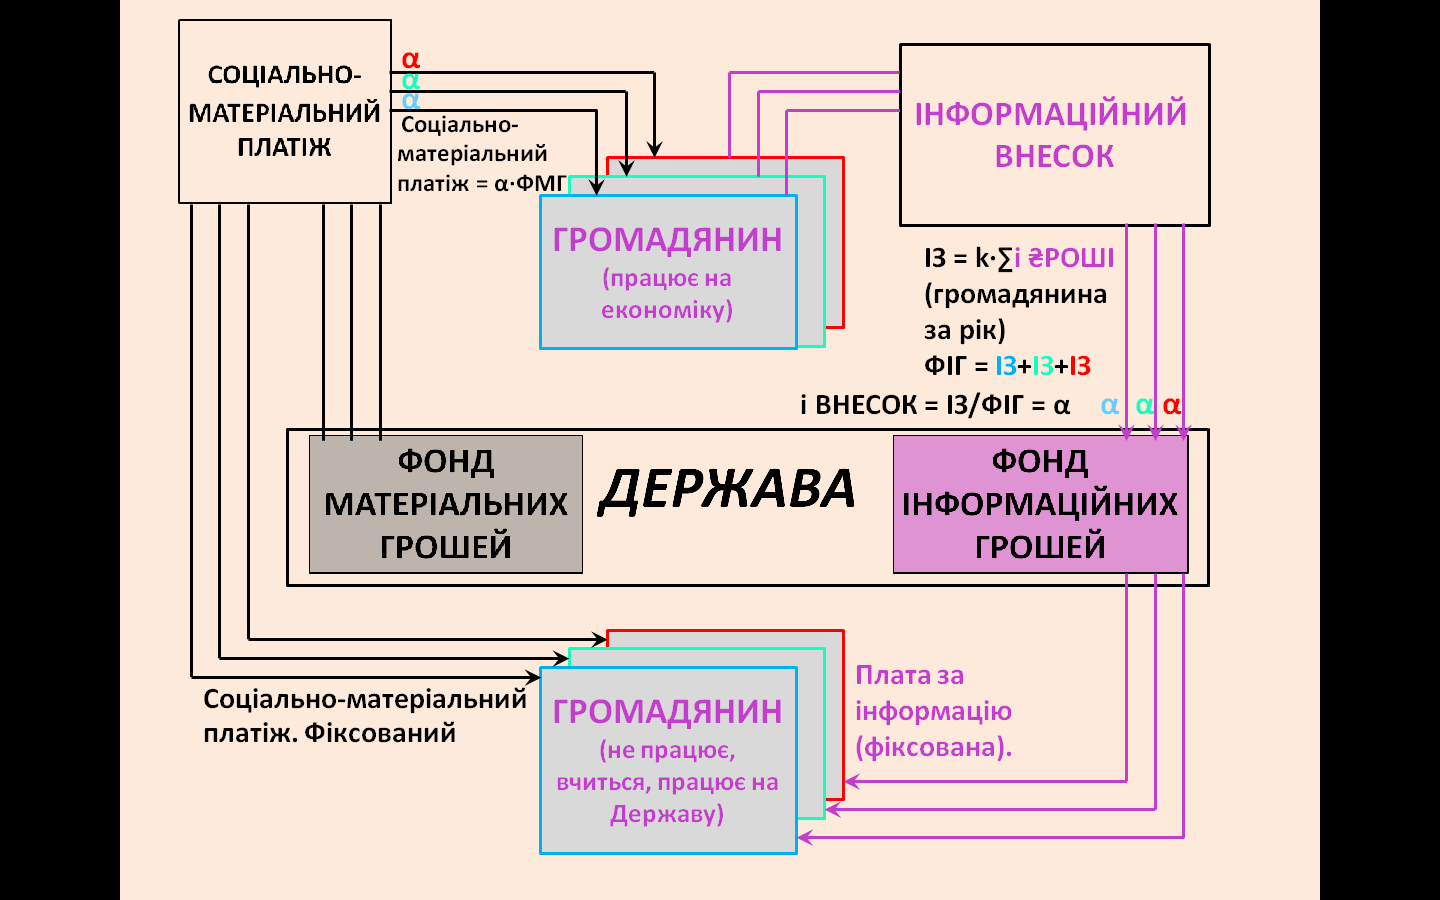 СОЦІАЛЬНО-
МАТЕРІАЛЬНИЙ
ПЛАТІЖ
α
α
α
Соціально-
матеріальний
платіж = α·ФМГ
ІНФОРМАЦІЙНИЙ
ВНЕСОК
ГРОМАДЯНИН
(працює на
економіку)
ІЗ = k·∑і ₴РОШІ
(громадянина
за рік)
ФІГ = ІЗ+ІЗ+ІЗ
і ВНЕСОК = ІЗ/ФІГ = α α α α
ФОНД
МАТЕРІАЛЬНИХ
ГРОШЕЙ
ДЕРЖАВА
ФОНД
ІНФОРМАЦІЙНИХ
ГРОШЕЙ
Соціально-матеріальний
платіж. Фіксований
ГРОМАДЯНИН
(не працює,
вчиться, працює на
Державу)
Плата за
інформацію
(фіксована).